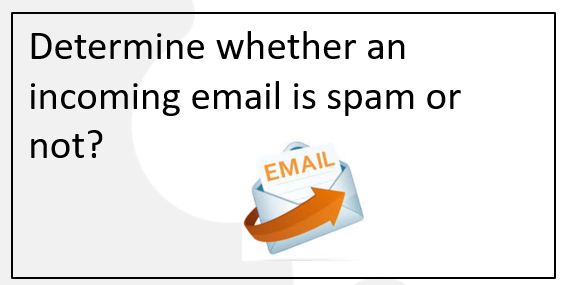 Determine whether an
incoming email is spam or
not?
EMAIL